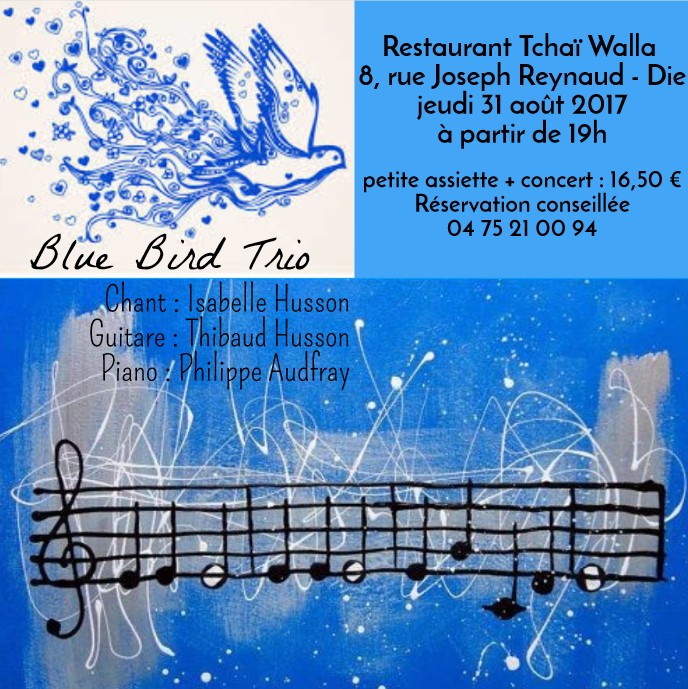 Restaurant Tchaï Walla
8, rue Joseph Reynaud - Die
jeudi 31 août 2017
à partir de 19h
petite assiette + concert : 16,50 €
Réservation conseillée
04 75 21 00 94
Blue Bird Trio
Chant : Isabelle Husson
Guitare : Thibaud Husson
Piano : Philippe Audfray